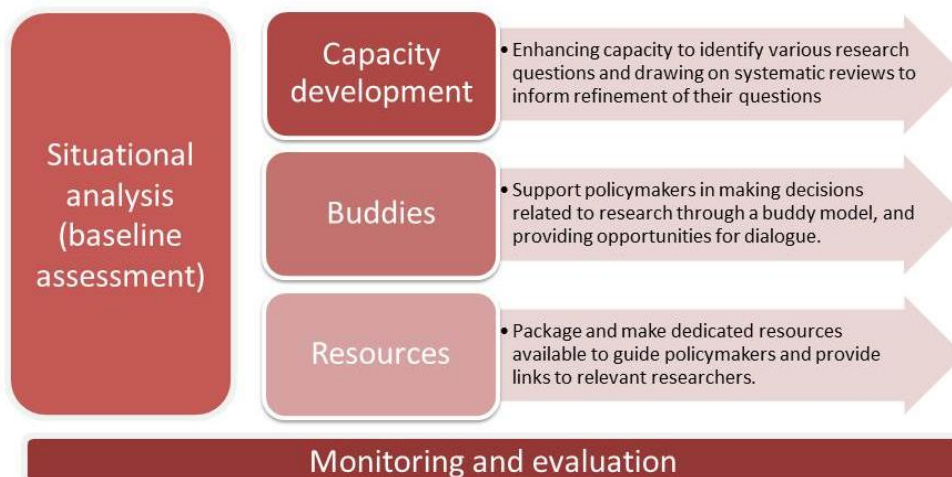 Situational
analysis
(baseline
assessment)
Capacity
development
• Enhancing capacity to identify various research
questions and drawing on systematic reviews to
inform refinement of their questions
Buddies
• Support policymakers in making decisions
related to research through a buddy model, and
providing opportunities for dialogue.
Resources
• Package and make dedicated resources
available to guide policymakers and provide
links to relevant researchers.
Monitoring and evaluation